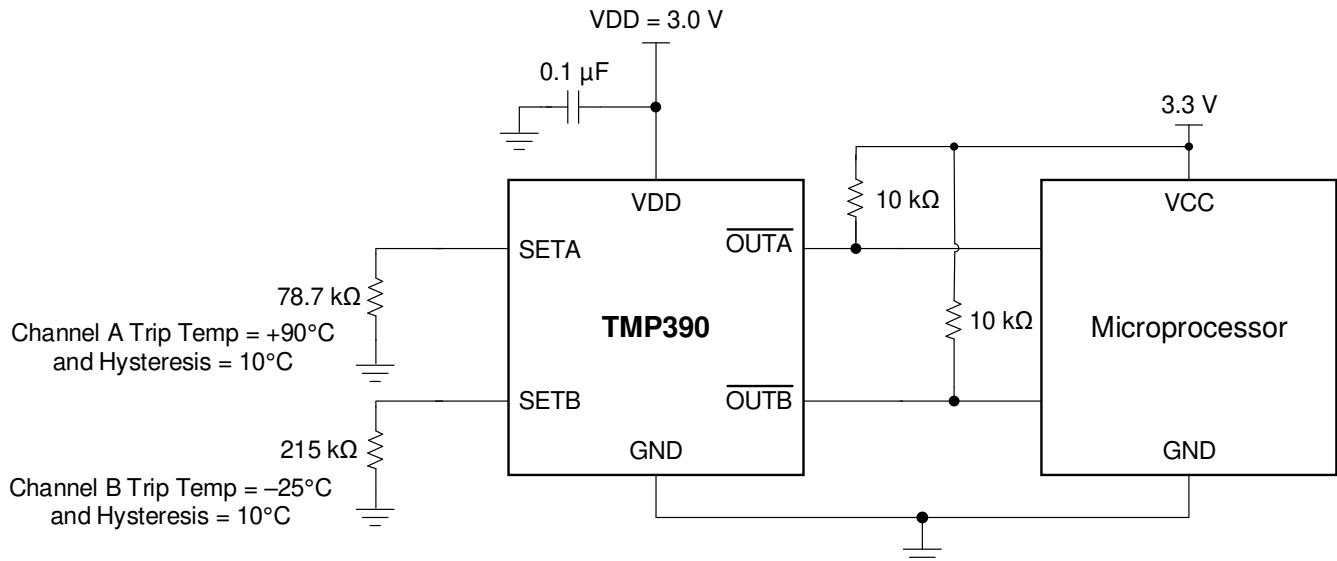 VDD = 3.0 V
0.1 µF
3.3 V
VDD
10 kΩ
VCC
SETA
OUTA
78.7 kΩ
Channel A Trip Temp = +90°C
and Hysteresis = 10°C
TMP390
10 kΩ
Microprocessor
SETB
OUTB
215 kΩ
GND
GND
Channel B Trip Temp = –25°C
and Hysteresis = 10°C